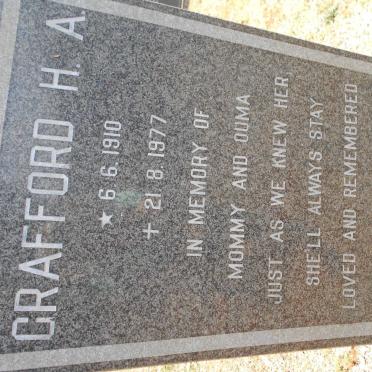 GRAFFORD H. A.
★ 6.6.1910
+ 21.8.1977
IN MEMORY OF
MOMMY AND OUMA
JUST AS WE KNEW HER
SHE'LL ALWAYS STAY
LOVED AND REMEMBERED